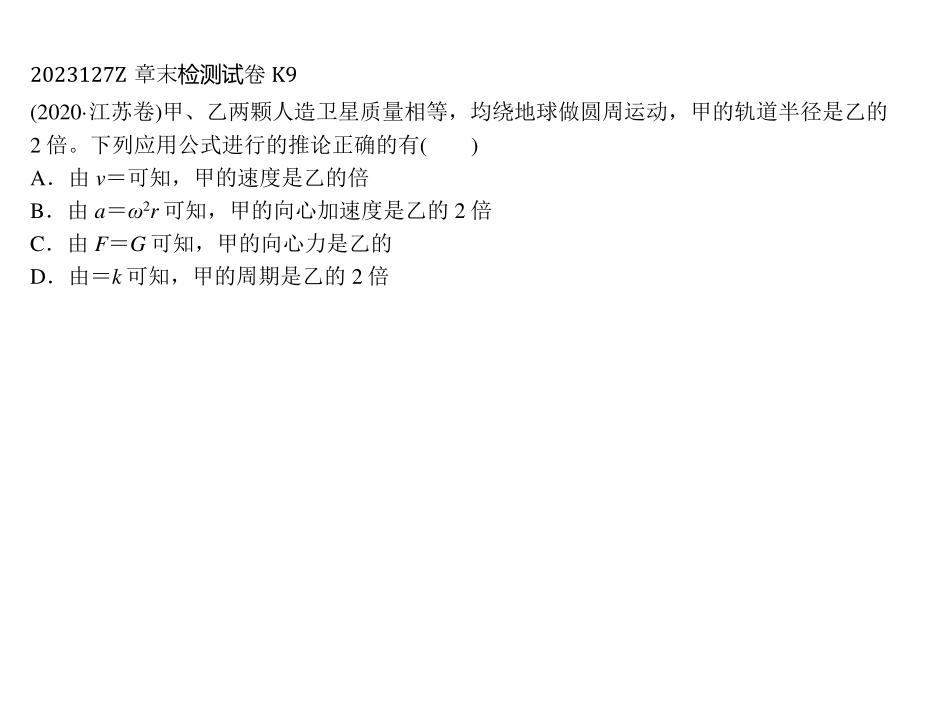 2023127Z 章末检测试卷 K9
(2020·江苏卷)甲、乙两颗人造卫星质量相等，均绕地球做圆周运动，甲的轨道半径是乙的
2 倍。下列应用公式进行的推论正确的有(　　)
A．由 v＝可知，甲的速度是乙的倍
B．由 a＝ω²r 可知，甲的向心加速度是乙的 2 倍
C．由 F＝G 可知，甲的向心力是乙的
D．由＝k 可知，甲的周期是乙的 2 倍